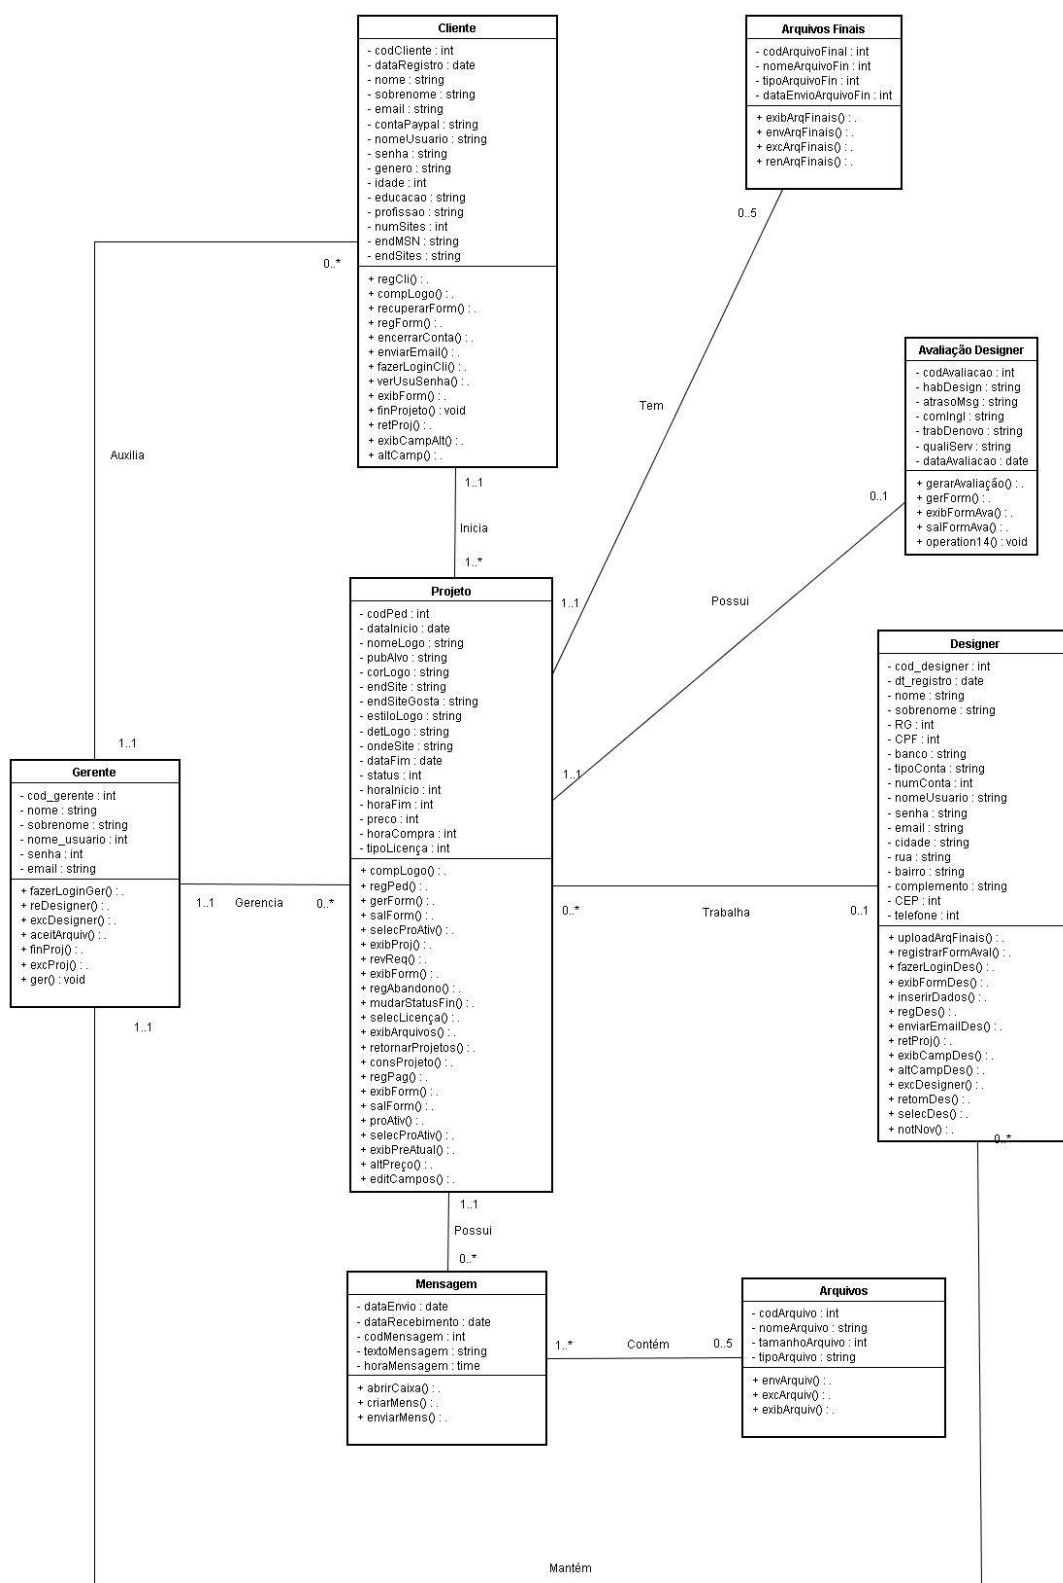 Cliente
- codCliente : int
- dataRegistro : date
- nome : string
- sobrenome : string
- email : string
- contaPaypal : string
- nomeUsuario : string
- senha : string
- genero : string
- idade : int
- educacao : string
- profissao : string
- numSites : int
- endMSN : string
- endSites : string
+ regCli() : .
+ compLogo() : .
+ recuperarForm() : .
+ regForm() : .
+ encerrarConta() : .
+ enviarEmail() : .
+ fazerLoginCli() : .
+ verUsuSenha() : .
+ exibForm() : .
+ finProjeto() : void
+ retProj() : .
+ exibCampAlt() : .
+ altCamp() : .
Arquivos Finais
- codArquivoFinal : int
- nomeArquivoFin : int
- tipoArquivoFin : int
- dataEnvioArquivoFin : int
+ exibArqFinais() : .
+ envArqFinais() : .
+ excArqFinais() : .
+ renArqFinais() : .
0..5
0..*
Tem
Auxilia
Avaliação Designer
- codAvaliacao : int
- habDesign : string
- atrasoMsg : string
- comIngl : string
- trabDenovo : string
- qualiServ : string
- dataAvaliacao : date
+ gerarAvaliação() : .
+ gerForm() : .
+ exibFormAva() : .
+ salFormAva() : .
+ operation14() : void
0..1
1..1
Inicia
1..*
1..1
Possui
1..1
Projeto
- codPed : int
- dataInicio : date
- nomeLogo : string
- pubAlvo : string
- corLogo : string
- endSite : string
- endSiteGosta : string
- estiloLogo : string
- detLogo : string
- ondeSite : string
- dataFim : date
- status : int
- horaInicio : int
- horaFim : int
- preco : int
- horaCompra : int
- tipoLicença : int
+ compLogo() : .
+ regPed() : .
+ gerForm() : .
+ salForm() : .
+ selecProAtiv() : .
+ exibProj() : .
+ revReq() : .
+ exibForm() : .
+ regAbandono() : .
+ mudarStatusFin() : .
+ selecLicença() : .
+ exibArquivos() : .
+ retornarProjetos() : .
+ consProjeto() : .
+ regPag() : .
+ exibForm() : .
+ salForm() : .
+ proAtiv() : .
+ selecProAtiv() : .
+ exibPreAtual() : .
+ altPreço() : .
+ editCampos() : .
Designer
- cod_designer : int
- dt_registro : date
- nome : string
- sobrenome : string
- RG : int
- CPF : int
- banco : string
- tipoConta : string
- numConta : int
- nomeUsuario : string
- senha : string
- email : string
- cidade : string
- rua : string
- bairro : string
- complemento : string
- CEP : int
- telefone : int
+ uploadArqFinais() : .
+ registrarFormAval() : .
+ fazerLoginDes() : .
+ exibFormDes() : .
+ inserirDados() : .
+ regDes() : .
+ enviarEmailDes() : .
+ retProj() : .
+ exibCampDes() : .
+ altCampDes() : .
+ excDesigner() : .
+ retornDes() : .
+ selecDes() : .
+ notNov() : .
0..*
1..1
Gerente
- cod_gerente : int
- nome : string
- sobrenome : string
- nome_usuario : int
- senha : int
- email : string
+ fazerLoginGer() : .
+ reDesigner() : .
+ excDesigner() : .
+ aceitArquiv() : .
+ finProj() : .
+ excProj() : .
+ ger() : void
1..1
1..1
Gerencia
0..*
0..*
Trabalha
0..1
1..1
Possui
0..*
Mensagem
- dataEnvio : date
- dataRecebimento : date
- codMensagem : int
- textoMensagem : string
- horaMensagem : time
+ abrirCaixa() : .
+ criarMens() : .
+ enviarMens() : .
1..*
Contém
0..5
Arquivos
- codArquivo : int
- nomeArquivo : string
- tamanhoArquivo : int
- tipoArquivo : string
+ envArquiv() : .
+ excArquiv() : .
+ exibArquiv() : .
Mantém